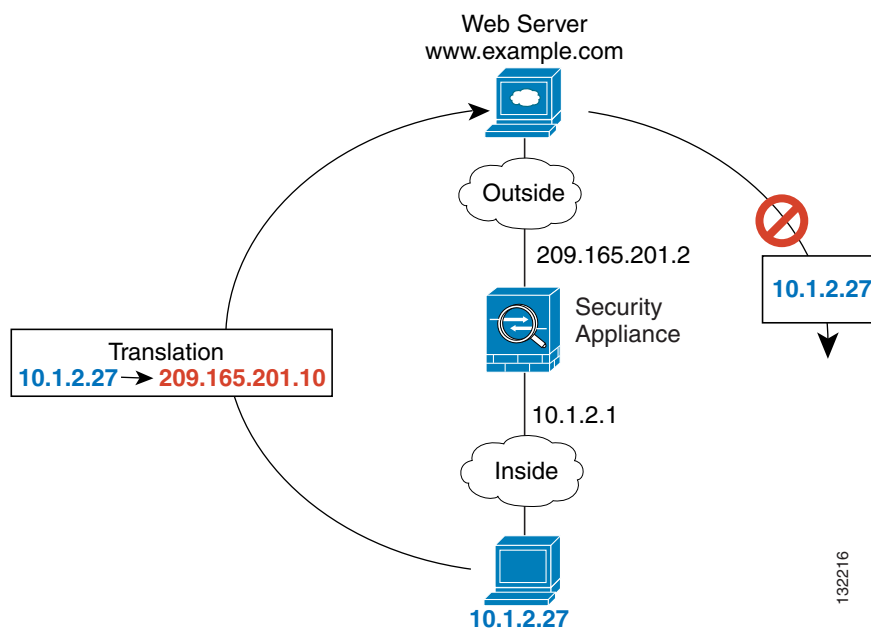 Web Server
www.example.com
Outside
209.165.201.2
10.1.2.27
Security
Appliance
Translation
10.1.2.27 209.165.201.10
10.1.2.1
Inside
10.1.2.27
132216